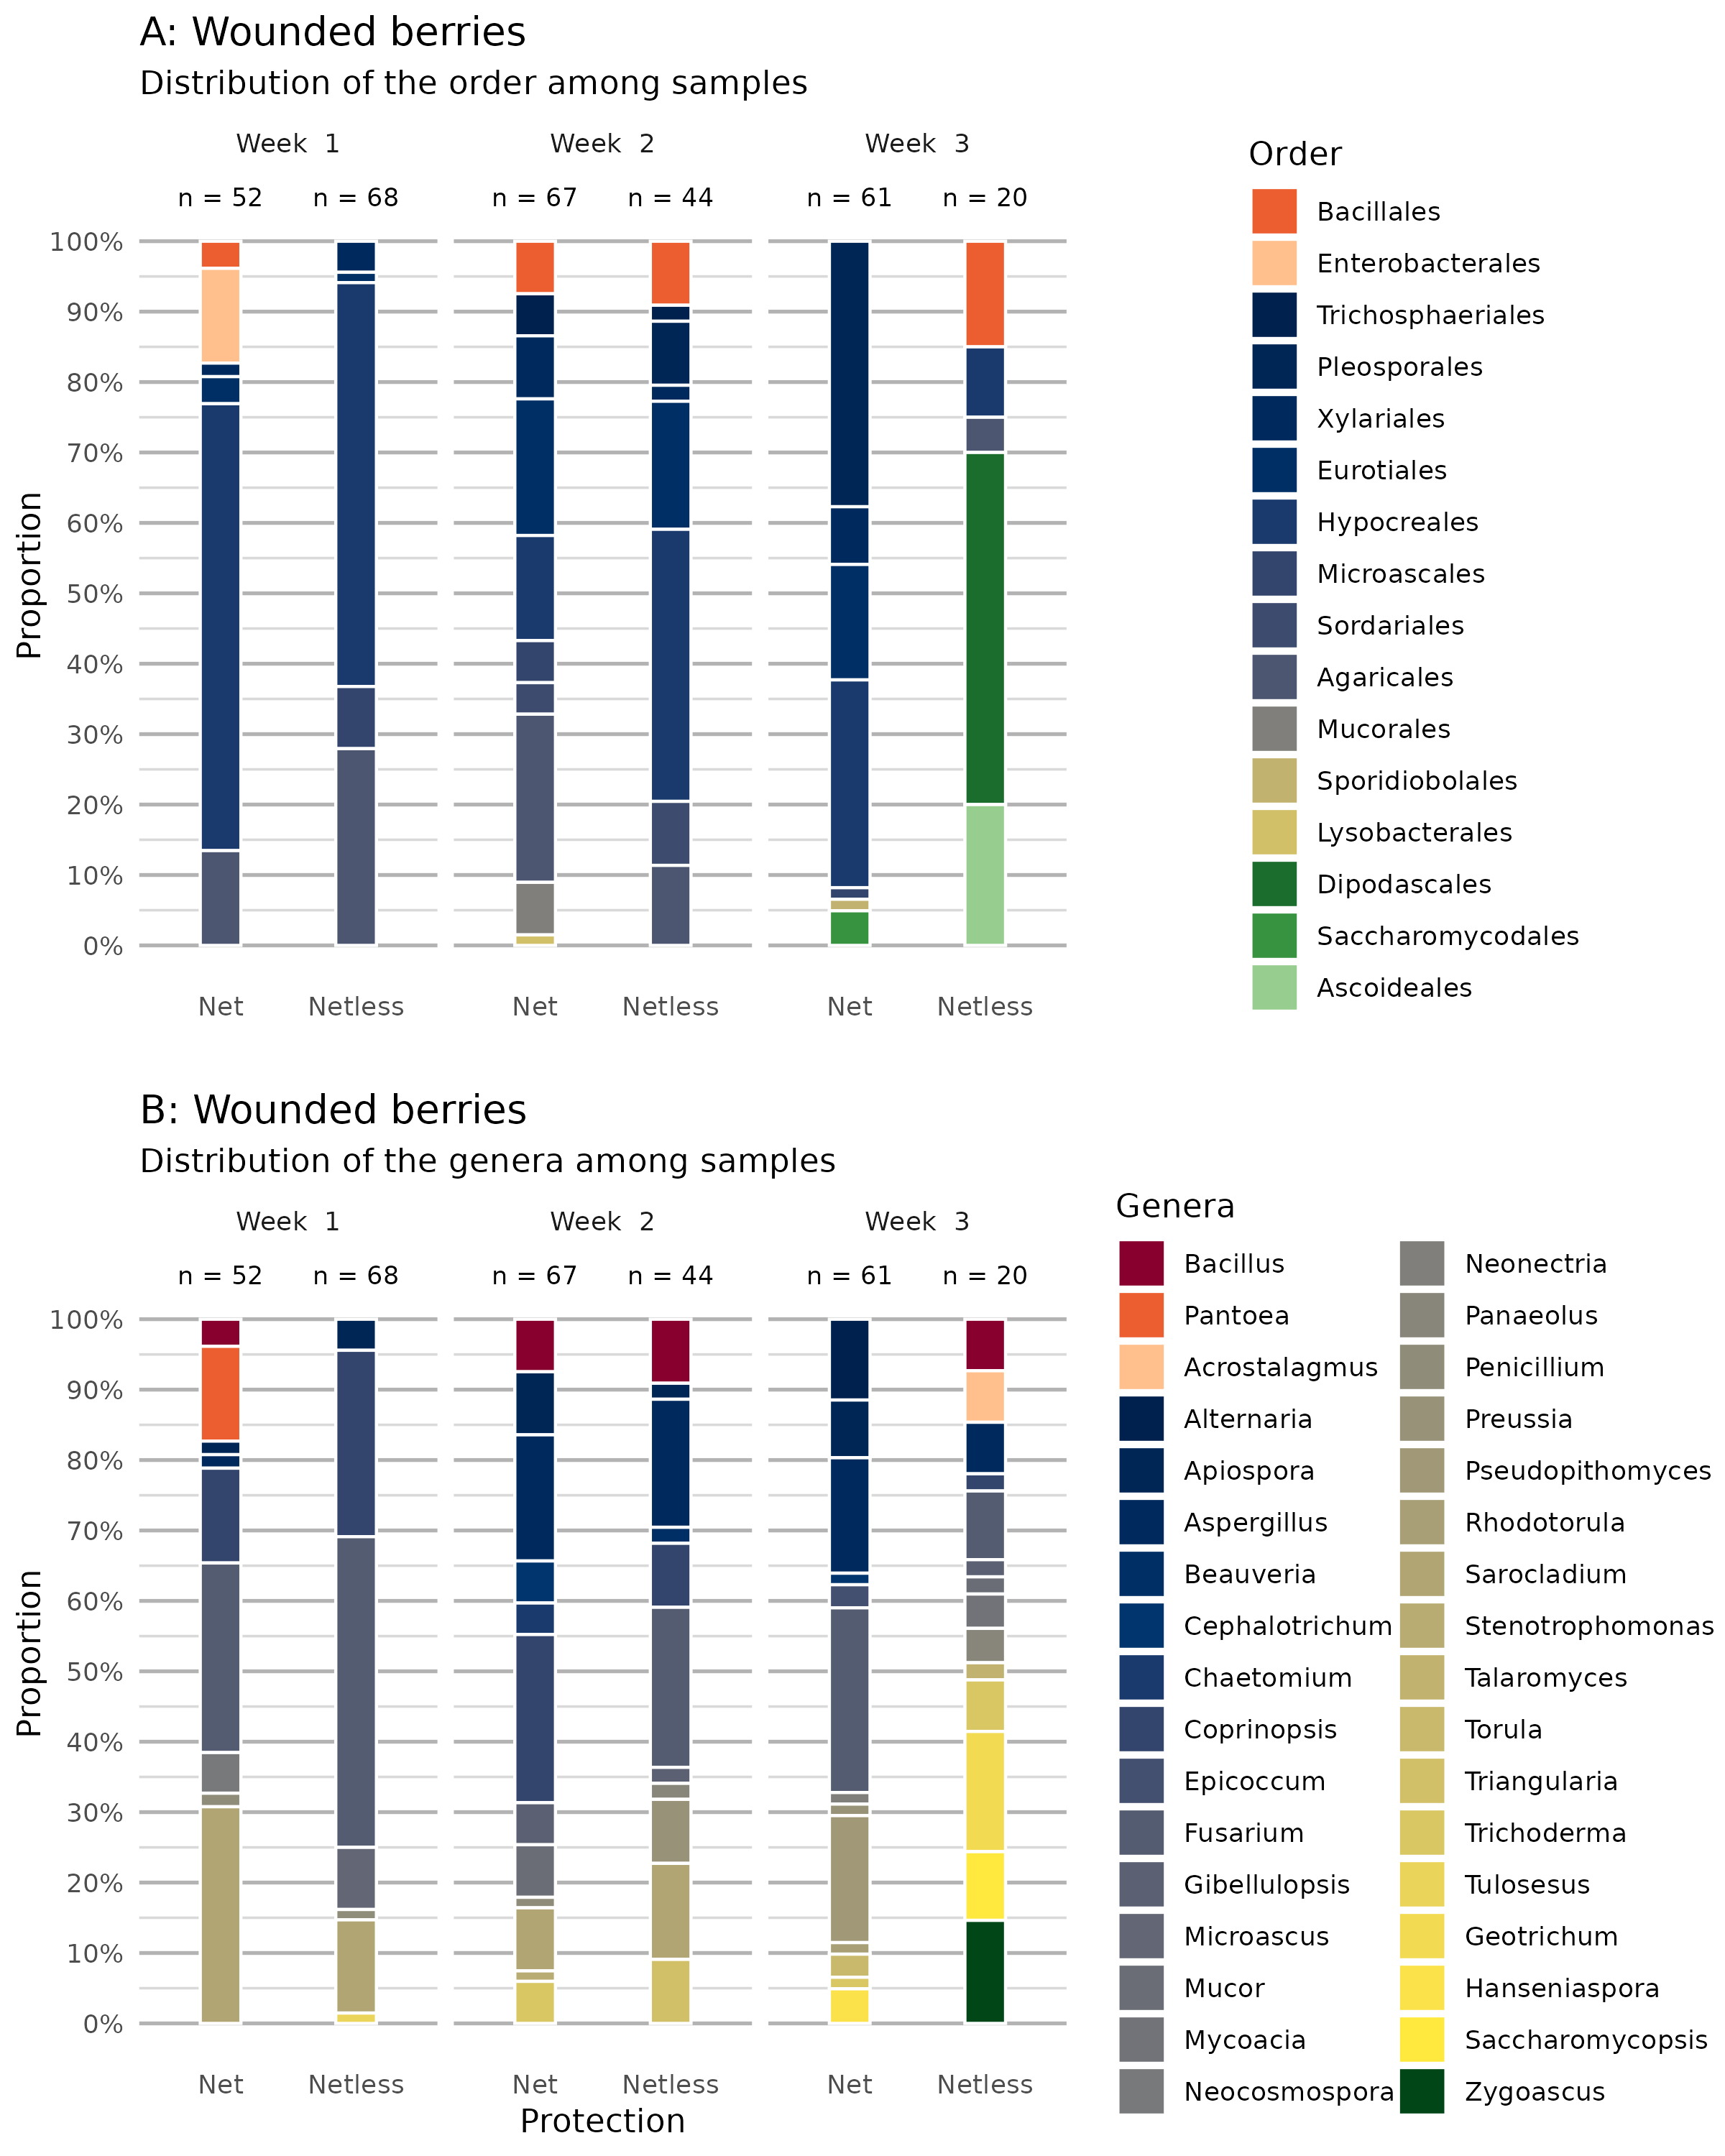 A: Wounded berries
Distribution of the order among samples
Week 1 Week 2 Week 3
n = 52 n = 68 n = 67 n = 44 n = 61 n = 20
100%
90%
80%
70%
60%
50%
40%
30%
20%
10%
0%
Proportion
Net Netless Net Netless Net Netless
Order
Bacillales
Enterobacterales
Trichosphaeriales
Pleosporales
Xylariales
Eurotiales
Hypocreales
Microascales
Sordariales
Agaricales
Mucorales
Sporidiobolales
Lysobacterales
Dipodascales
Saccharomycodales
Ascoideales
B: Wounded berries
Distribution of the genera among samples
Week 1 Week 2 Week 3
n = 52 n = 68 n = 67 n = 44 n = 61 n = 20
100%
90%
80%
70%
60%
50%
40%
30%
20%
10%
0%
Proportion
Net Netless Net Netless Net Netless
Protection
Genera
Bacillus
Pantoea
Acrostalagmus
Alternaria
Apiospora
Aspergillus
Beauveria
Cephalotrichum
Chaetomium
Coprinopsis
Epicoccum
Fusarium
Gibellulopsis
Microascus
Mucor
Mycoacia
Neocosmospora
Neonectria
Panaeolus
Penicillium
Preussia
Pseudopithomyces
Rhodotorula
Sarocladium
Stenotrophomonas
Talaromyces
Torula
Triangularia
Trichoderma
Tulosesus
Geotrichum
Hanseniaspora
Saccharomycopsis
Zygoascus